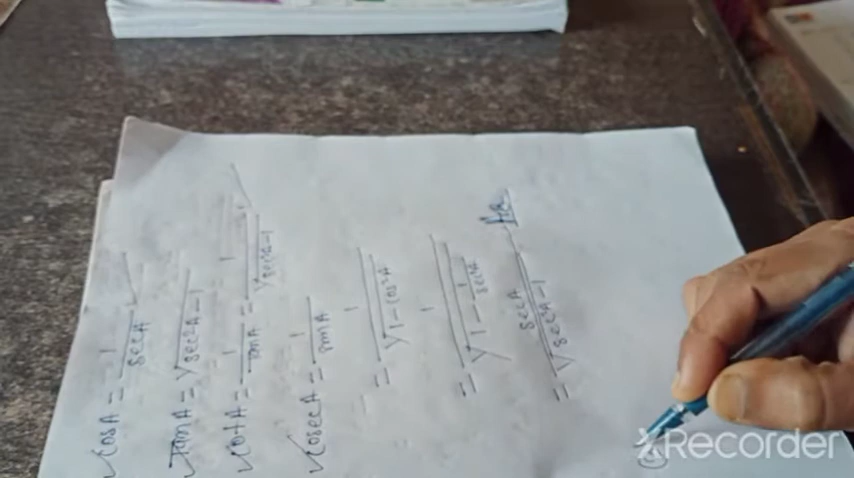 ✓ cos A = 1/sec A ✓
✓ Tan A = √sec²A - 1
✓ cot A = 1/Tan A = 1/√sec²A - 1 ✓
✓ cosec A = 1/sin A
= 1/√1 - cos²A
= 1/√1 - 1/sec²A
= sec A/√sec²A - 1
Recorder